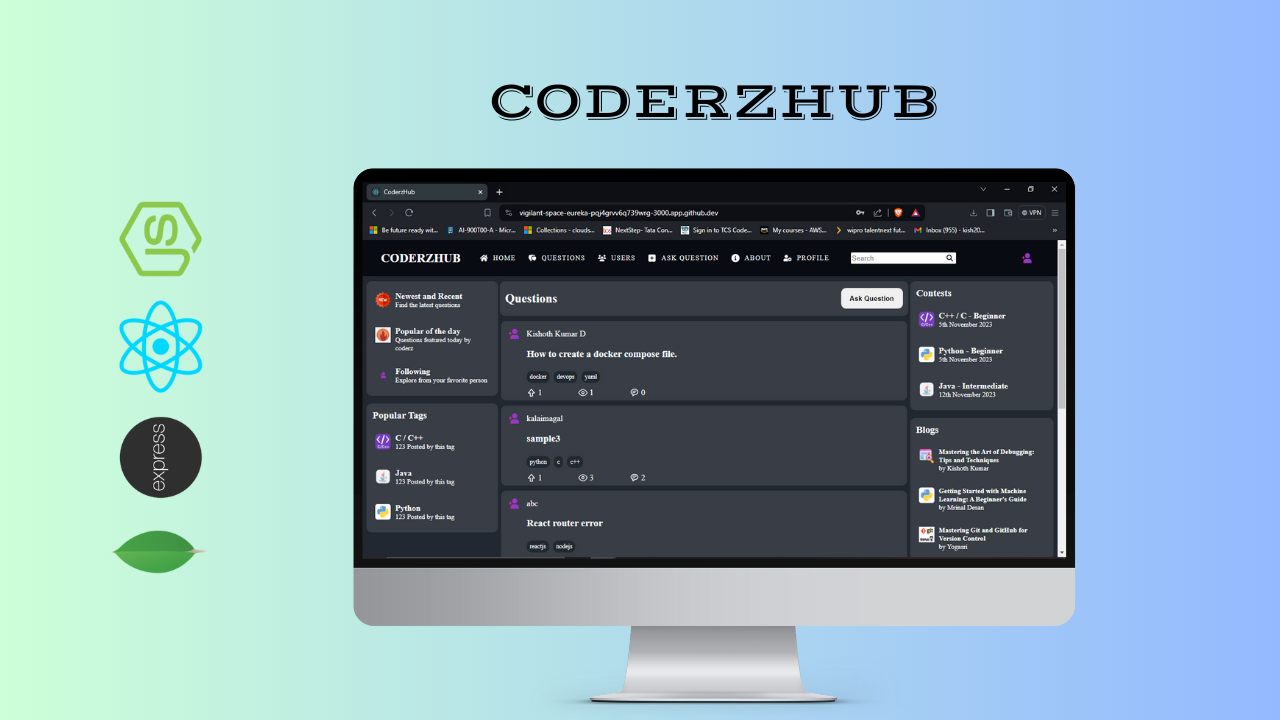 CODERZHUB
JS
express
CoderzHub
vigilant-space-eureka-pqj4grvv6q739wrg-3000.app.github.dev
VPN
Be future ready wit...
AI-900T00-A - Micr...
Collections - clouds...
NextStep- Tata Con...
Sign in to TCS Code...
My courses - AWS...
wipro talentnext fut...
Inbox (955) - kish20...
CODERZHUB
HOME
QUESTIONS
USERS
ASK QUESTION
ABOUT
PROFILE
Search
Newest and Recent
Find the latest questions
Popular of the day
Questions featured today by
coderz
Following
Explore from your favorite person
Popular Tags
C / C++
123 Posted by this tag
Java
123 Posted by this tag
Python
123 Posted by this tag
Questions
Ask Question
Kishoth Kumar D
How to create a docker compose file.
docker devops yaml
1 1 0
kalaimagal
sample3
python c c++
1 3 2
abc
React router error
reactjs nodejs
Contests
C++ / C - Beginner
5th November 2023
Python - Beginner
5th November 2023
Java - Intermediate
12th November 2023
Blogs
Mastering the Art of Debugging:
Tips and Techniques
by Kishoth Kumar
Getting Started with Machine
Learning: A Beginner's Guide
by Mrinal Desan
Mastering Git and GitHub for
Version Control
by Yogasri